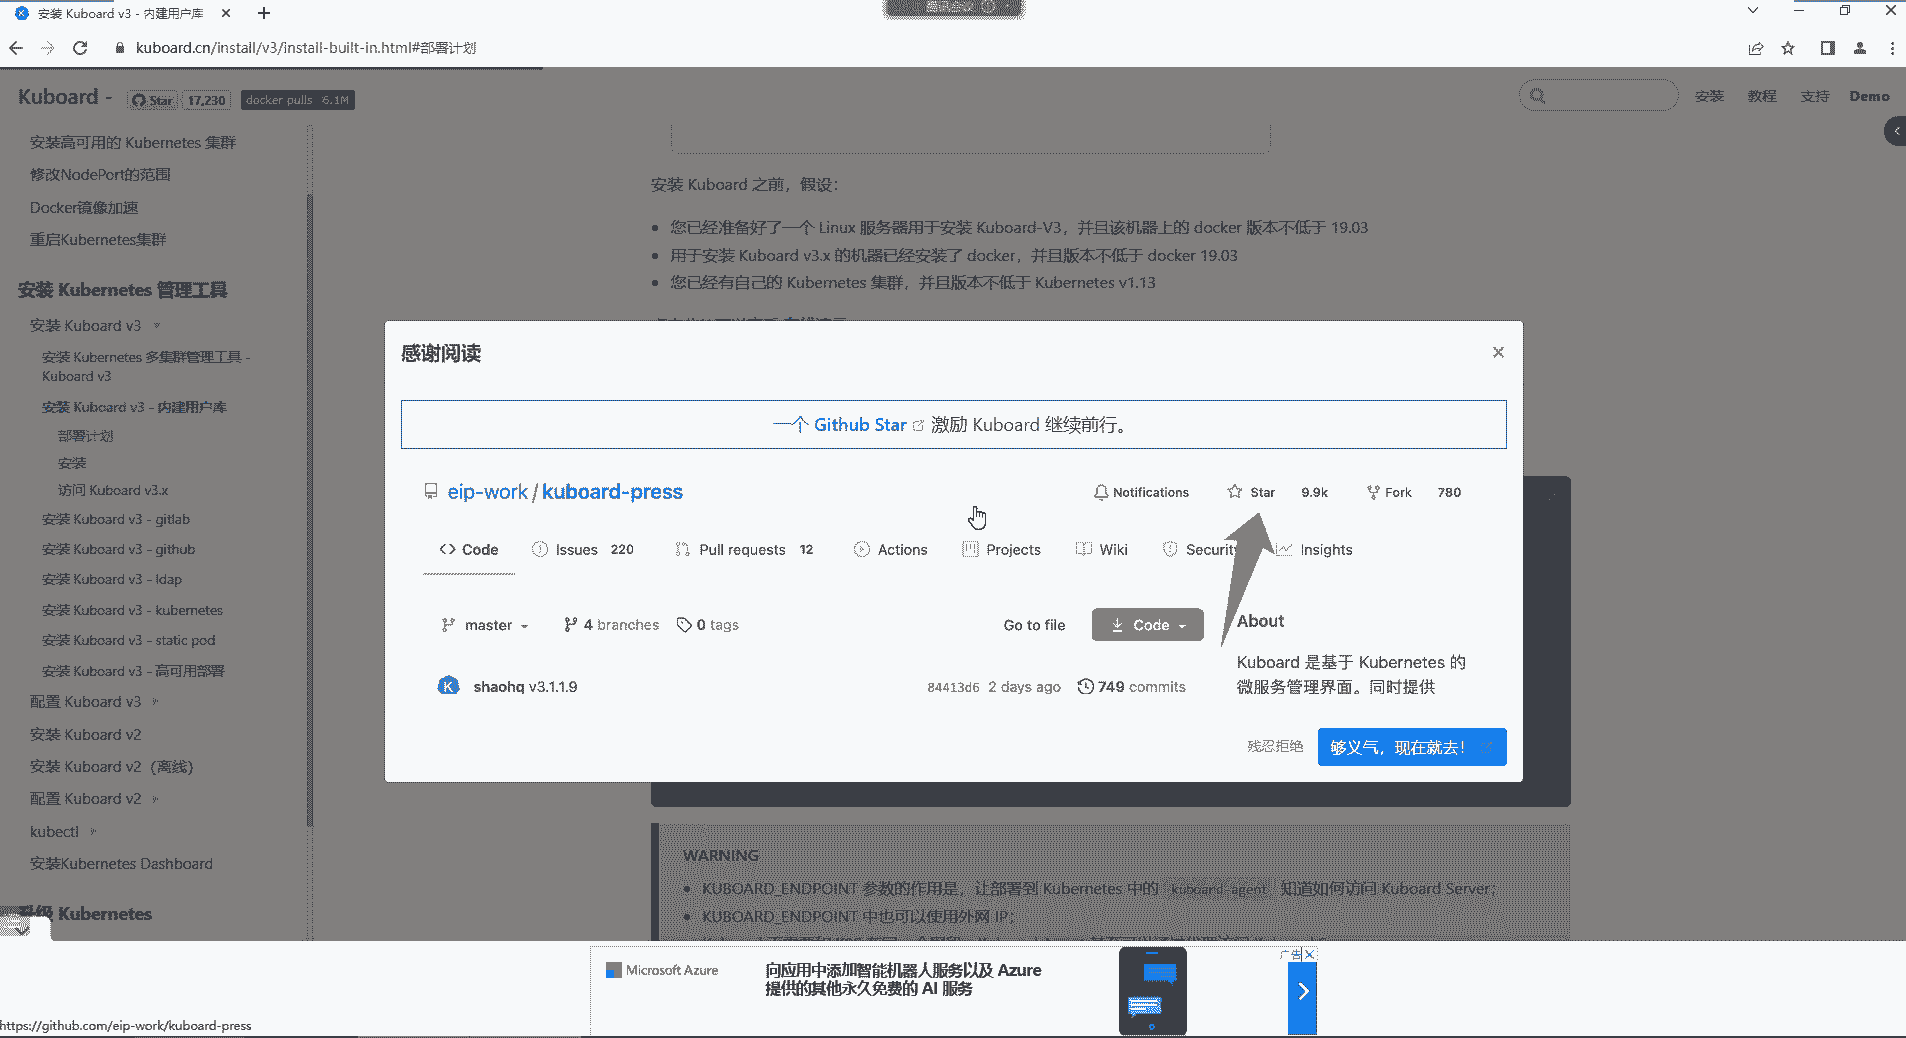 安装 Kuboard v3 - 内建用户库
kuboard.cn/install/v3/install-built-in.html#部署计划
Kuboard -
Star 17,230
docker pulls 6.1M
安装
教程
支持
Demo
安装高可用的 Kubernetes 集群
修改NodePort的范围
Docker镜像加速
重启Kubernetes集群
安装 Kubernetes 管理工具
安装 Kuboard v3
安装 Kubernetes 多集群管理工具 -
Kuboard v3
安装 Kuboard v3 - 内建用户库
部署计划
安装
访问 Kuboard v3.x
安装 Kuboard v3 - gitlab
安装 Kuboard v3 - github
安装 Kuboard v3 - ldap
安装 Kuboard v3 - kubernetes
安装 Kuboard v3 - static pod
安装 Kuboard v3 - 高可用部署
配置 Kuboard v3
安装 Kuboard v2
安装 Kuboard v2（离线）
配置 Kuboard v2
kubectl
安装Kubernetes Dashboard
升级 Kubernetes
安装 Kuboard 之前，假设：
您已经准备好了一个 Linux 服务器用于安装 Kuboard-V3，并且该机器上的 docker 版本不低于 19.03
用于安装 Kuboard v3.x 的机器已经安装了 docker，并且版本不低于 docker 19.03
您已经有自己的 Kubernetes 集群，并且版本不低于 Kubernetes v1.13
感谢阅读
一个 Github Star 激励 Kuboard 继续前行。
eip-work / kuboard-press
Notifications
Star 9.9k
Fork 780
Code
Issues 220
Pull requests 12
Actions
Projects
Wiki
Security
Insights
master
4 branches
0 tags
Go to file
Code
About
Kuboard 是基于 Kubernetes 的
微服务管理界面。同时提供
shaohq v3.1.1.9
84413d6 2 days ago
749 commits
残忍拒绝
够义气，现在就去！
WARNING
KUBOARD_ENDPOINT 参数的作用是，让部署到 Kubernetes 中的 kuboard-agent 知道如何访问 Kuboard Server；
KUBOARD_ENDPOINT 中也可以使用外网 IP；
Microsoft Azure
向应用中添加智能机器人服务以及 Azure
提供的其他永久免费的 AI 服务
广告
https://github.com/eip-work/kuboard-press